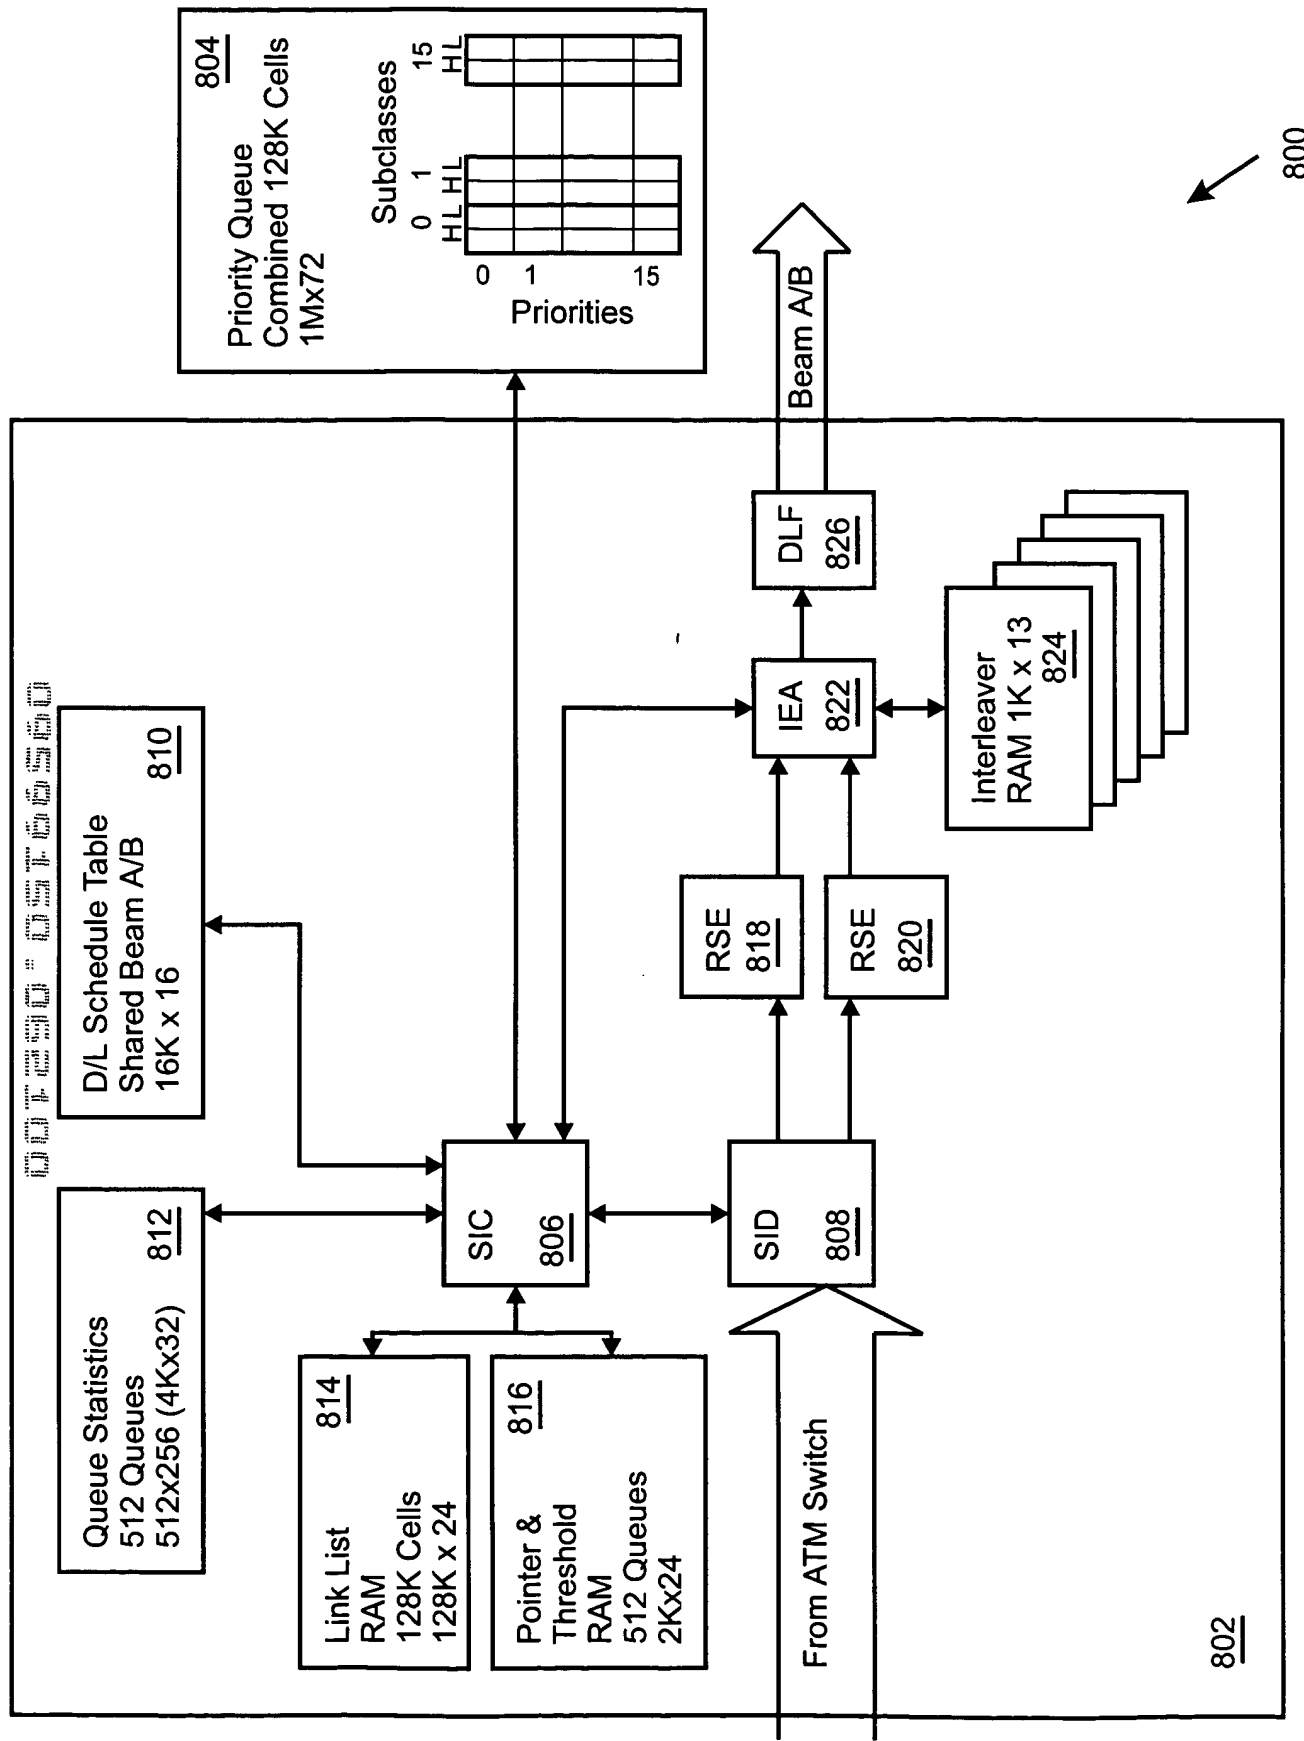 Queue Statistics
512 Queues
512x256 (4Kx32)
812
D/L Schedule Table
Shared Beam A/B
16K x 16
810
Priority Queue
Combined 128K Cells
1Mx72
804
Subclasses
0 1 15
H L H L H L
0
1
15
Priorities
Link List
RAM
128K Cells
128K x 24
814
Pointer &
Threshold
RAM
512 Queues
2Kx24
816
SIC
806
SID
808
From ATM Switch
RSE
818
RSE
820
IEA
822
DLF
826
Beam A/B
Interleaver
RAM 1K x 13
824
802
800